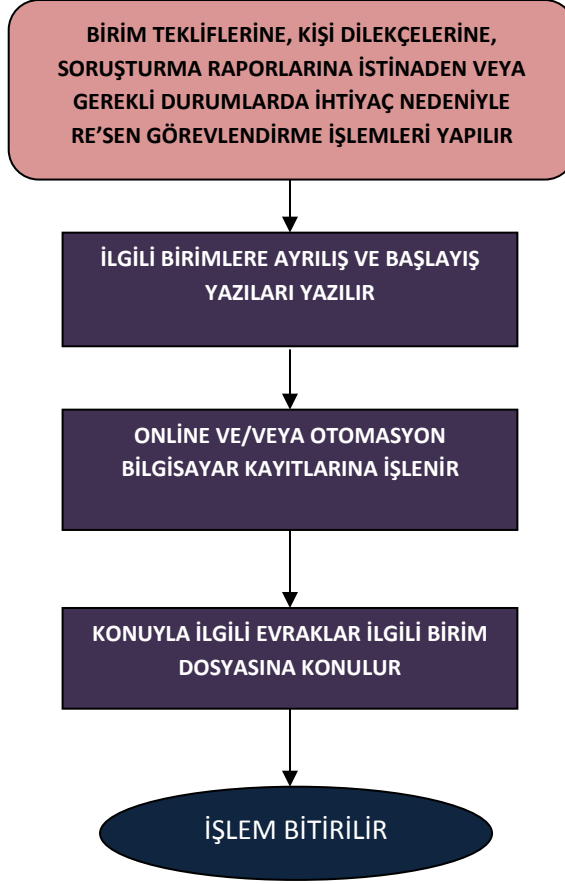 BİRİM TEKLİFLERİNE, KİŞİ DİLEKÇELERİNE,
SORUŞTURMA RAPORLARINA İSTİNADEN VEYA
GEREKLİ DURUMLARDA İHTİYAÇ NEDENİYLE
RE’SEN GÖREVLENDİRME İŞLEMLERİ YAPILIR
İLGİLİ BİRİMLERE AYRILIŞ VE BAŞLAYIŞ
YAZILARI YAZILIR
ONLİNE VE/VEYA OTOMASYON
BİLGİSAYAR KAYITLARINA İŞLENİR
KONUYLA İLGİLİ EVRAKLAR İLGİLİ BİRİM
DOSYASINA KONULUR
İŞLEM BİTİRİLİR